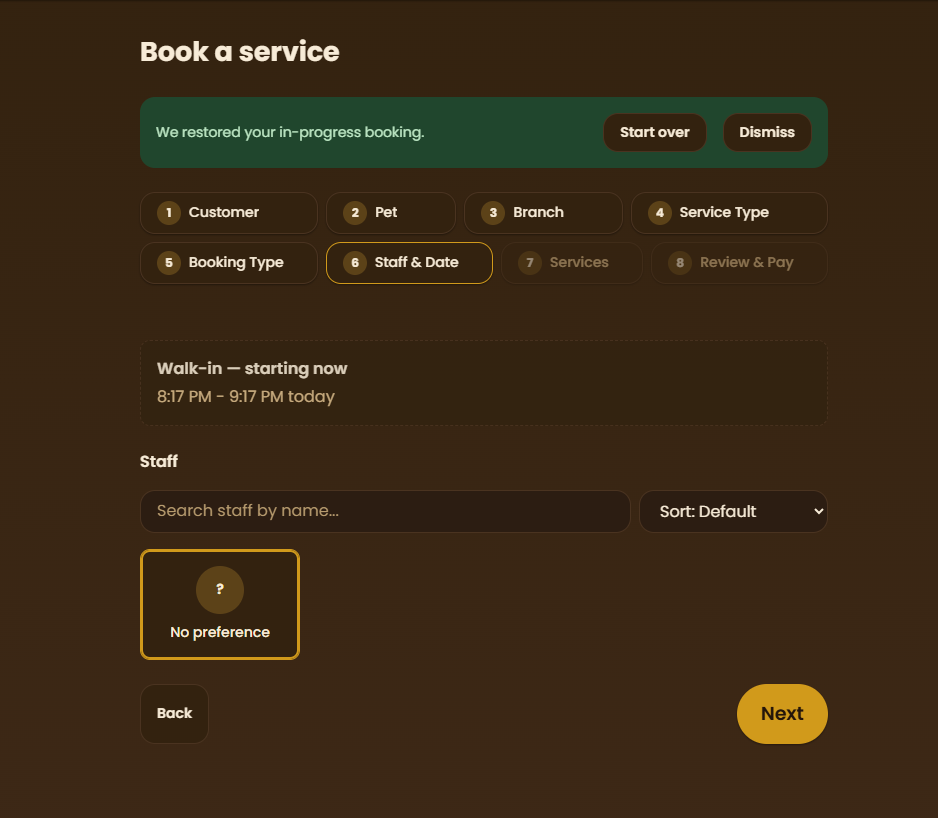 Book a service
We restored your in-progress booking. Start over Dismiss
1 Customer 2 Pet 3 Branch 4 Service Type
5 Booking Type 6 Staff & Date 7 Services 8 Review & Pay
Walk-in — starting now
8:17 PM - 9:17 PM today
Staff
Search staff by name... Sort: Default
?
No preference
Back Next